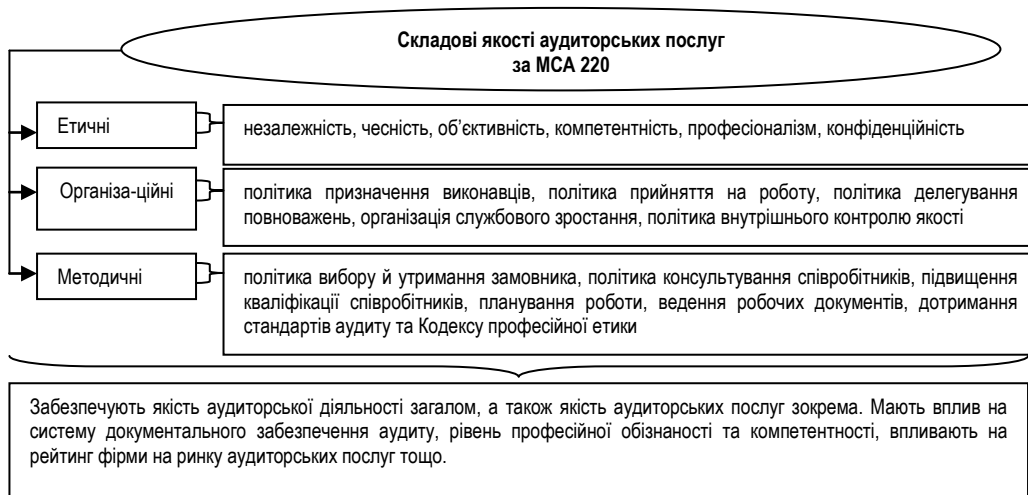 Складові якості аудиторських послуг
за МСА 220
Етичні
незалежність, чесність, об’єктивність, компетентність, професіоналізм, конфіденційність
Організа-ційні
політика призначення виконавців, політика прийняття на роботу, політика делегування
повноважень, організація службового зростання, політика внутрішнього контролю якості
Методичні
політика вибору й утримання замовника, політика консультування співробітників, підвищення
кваліфікації співробітників, планування роботи, ведення робочих документів, дотримання
стандартів аудиту та Кодексу професійної етики
Забезпечують якість аудиторської діяльності загалом, а також якість аудиторських послуг зокрема. Мають вплив на
систему документального забезпечення аудиту, рівень професійної обізнаності та компетентності, впливають на
рейтинг фірми на ринку аудиторських послуг тощо.